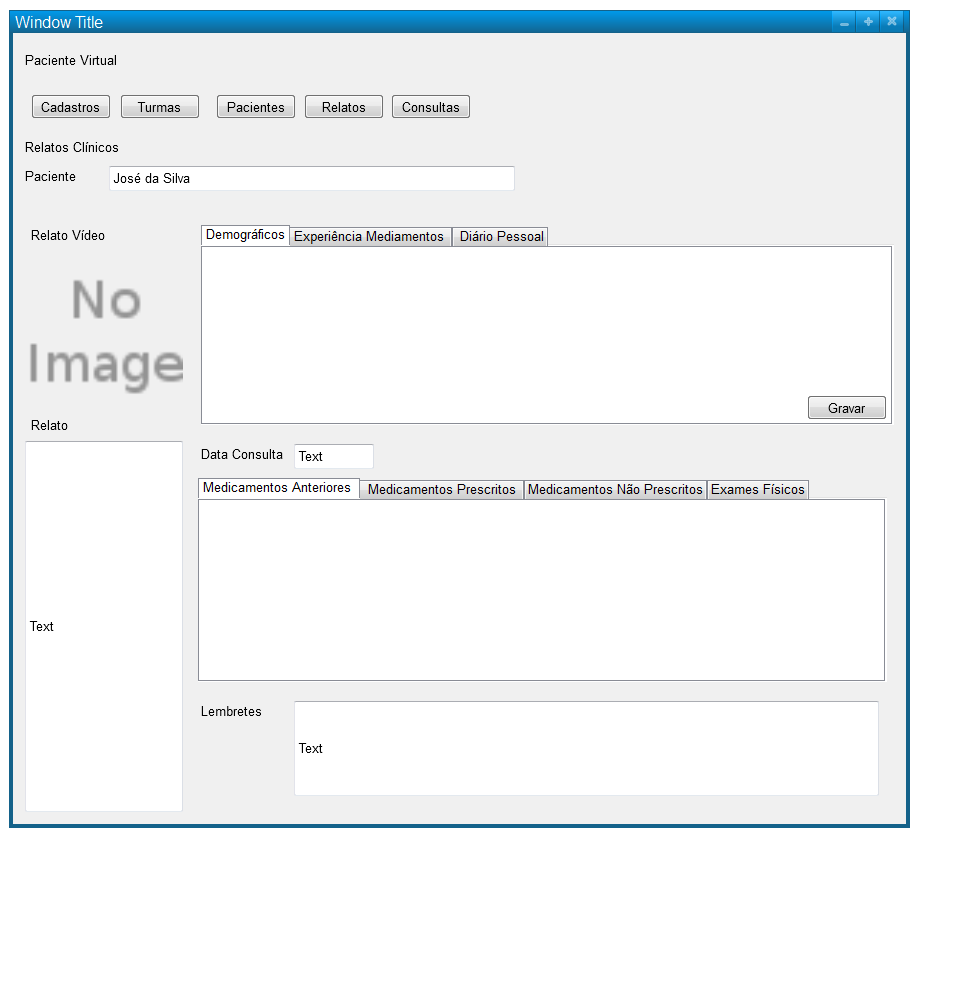 Window Title
Paciente Virtual
Cadastros Turmas Pacientes Relatos Consultas
Relatos Clínicos
Paciente José da Silva
Relato Vídeo
Demográficos Experiência Mediamentos Diário Pessoal
No
Image
Gravar
Relato
Text
Data Consulta Text
Medicamentos Anteriores Medicamentos Prescritos Medicamentos Não Prescritos Exames Físicos
Lembretes
Text